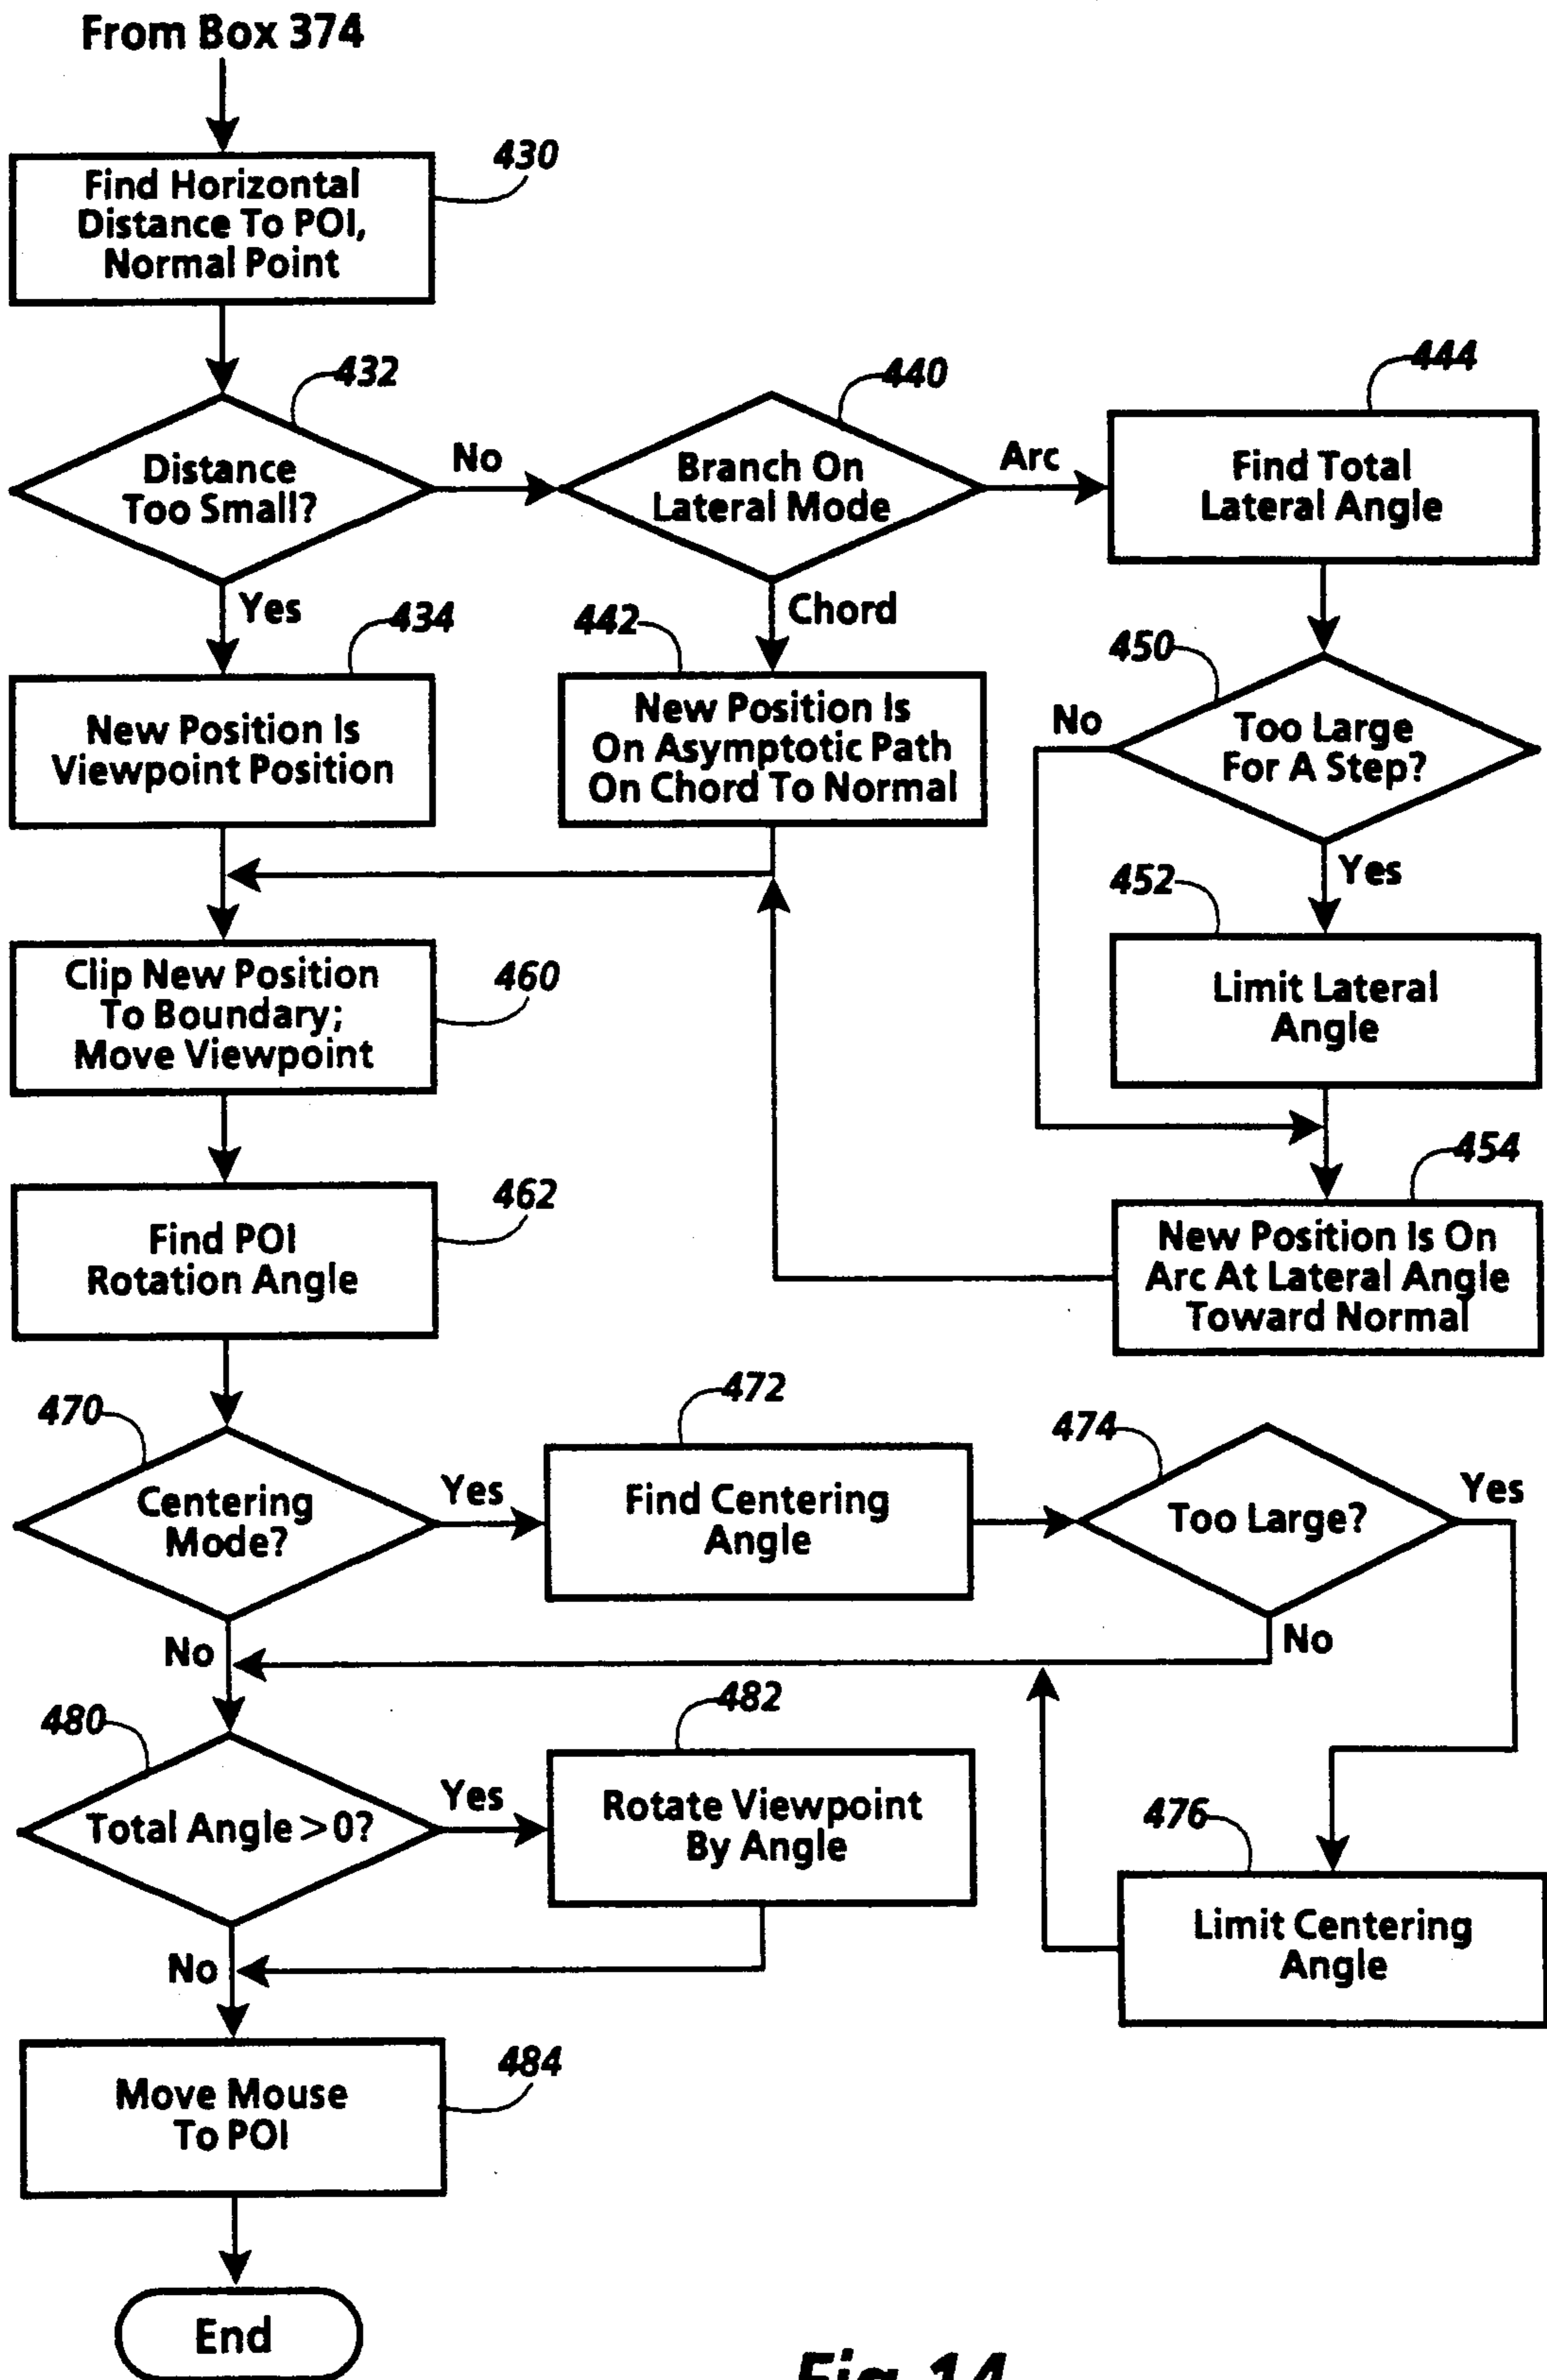 From Box 374
430
Find Horizontal
Distance To POI,
Normal Point
432
Distance
Too Small?
No
Yes
440
Branch On
Lateral Mode
Arc
Chord
444
Find Total
Lateral Angle
434
New Position Is
Viewpoint Position
442
New Position Is
On Asymptotic Path
On Chord To Normal
450
No
Too Large
For A Step?
Yes
452
Limit Lateral
Angle
460
Clip New Position
To Boundary;
Move Viewpoint
454
New Position Is On
Arc At Lateral Angle
Toward Normal
462
Find POI
Rotation Angle
470
Centering
Mode?
Yes
No
472
Find Centering
Angle
474
Too Large?
Yes
No
480
Total Angle > 0?
Yes
No
482
Rotate Viewpoint
By Angle
476
Limit Centering
Angle
484
Move Mouse
To POI
End
Fig. 14